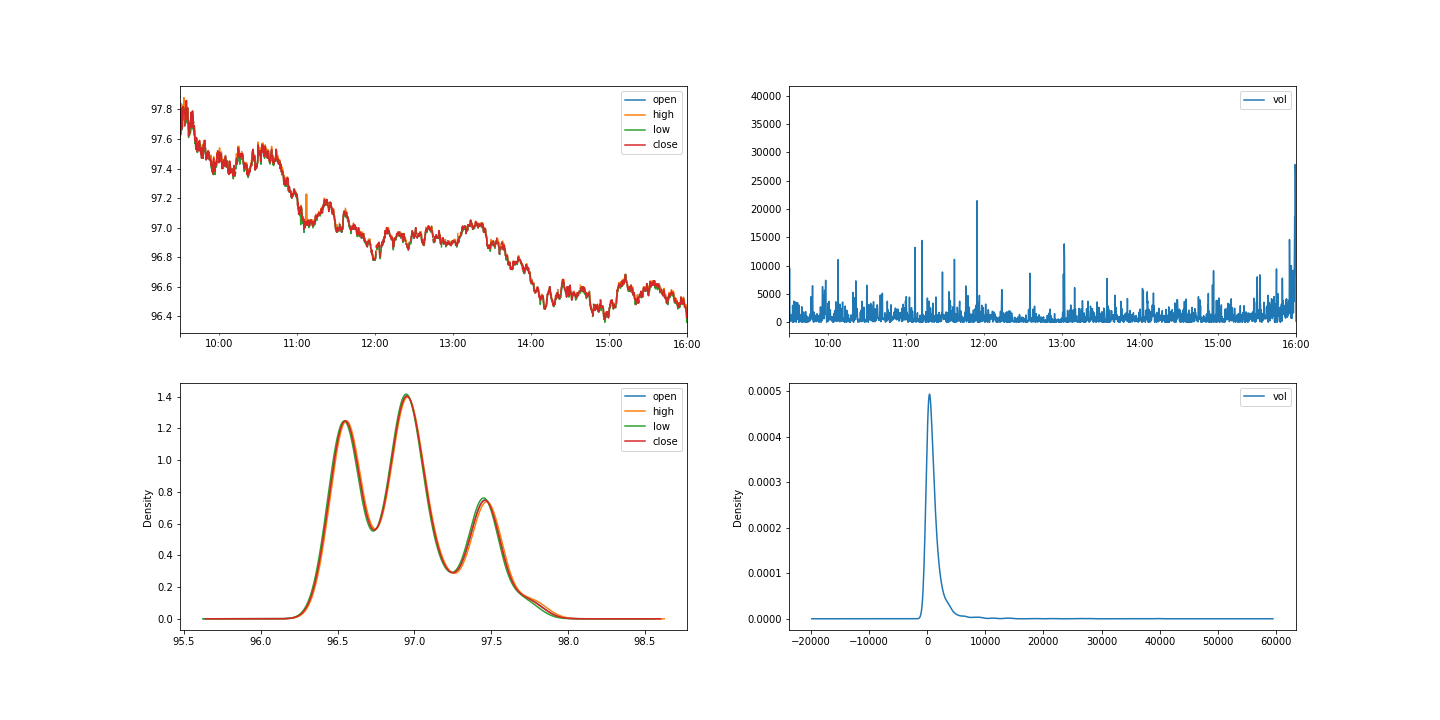 97.8
97.6
97.4
97.2
97.0
96.8
96.6
96.4
10:00 11:00 12:00 13:00 14:00 15:00 16:00
open
high
low
close
40000
35000
30000
25000
20000
15000
10000
5000
0
10:00 11:00 12:00 13:00 14:00 15:00 16:00
vol
Density
1.4
1.2
1.0
0.8
0.6
0.4
0.2
0.0
95.5 96.0 96.5 97.0 97.5 98.0 98.5
open
high
low
close
Density
0.0005
0.0004
0.0003
0.0002
0.0001
0.0000
−20000 −10000 0 10000 20000 30000 40000 50000 60000
vol